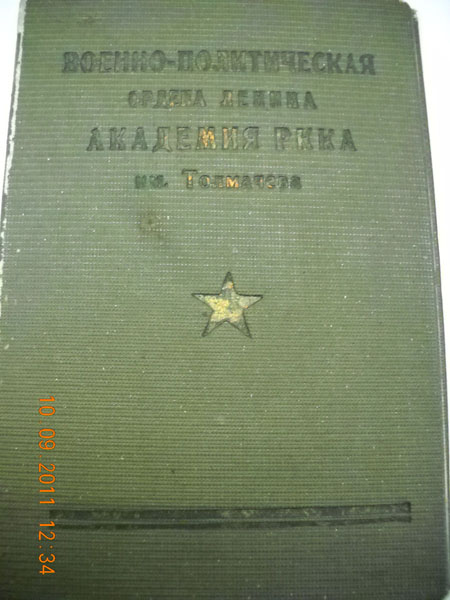 ВОЕННО-ПОЛИТИЧЕСКАЯ
ОРДЕНА ЛЕНИНА
АКАДЕМИЯ РККА
им. Толмачева
10 09 2011 12:34